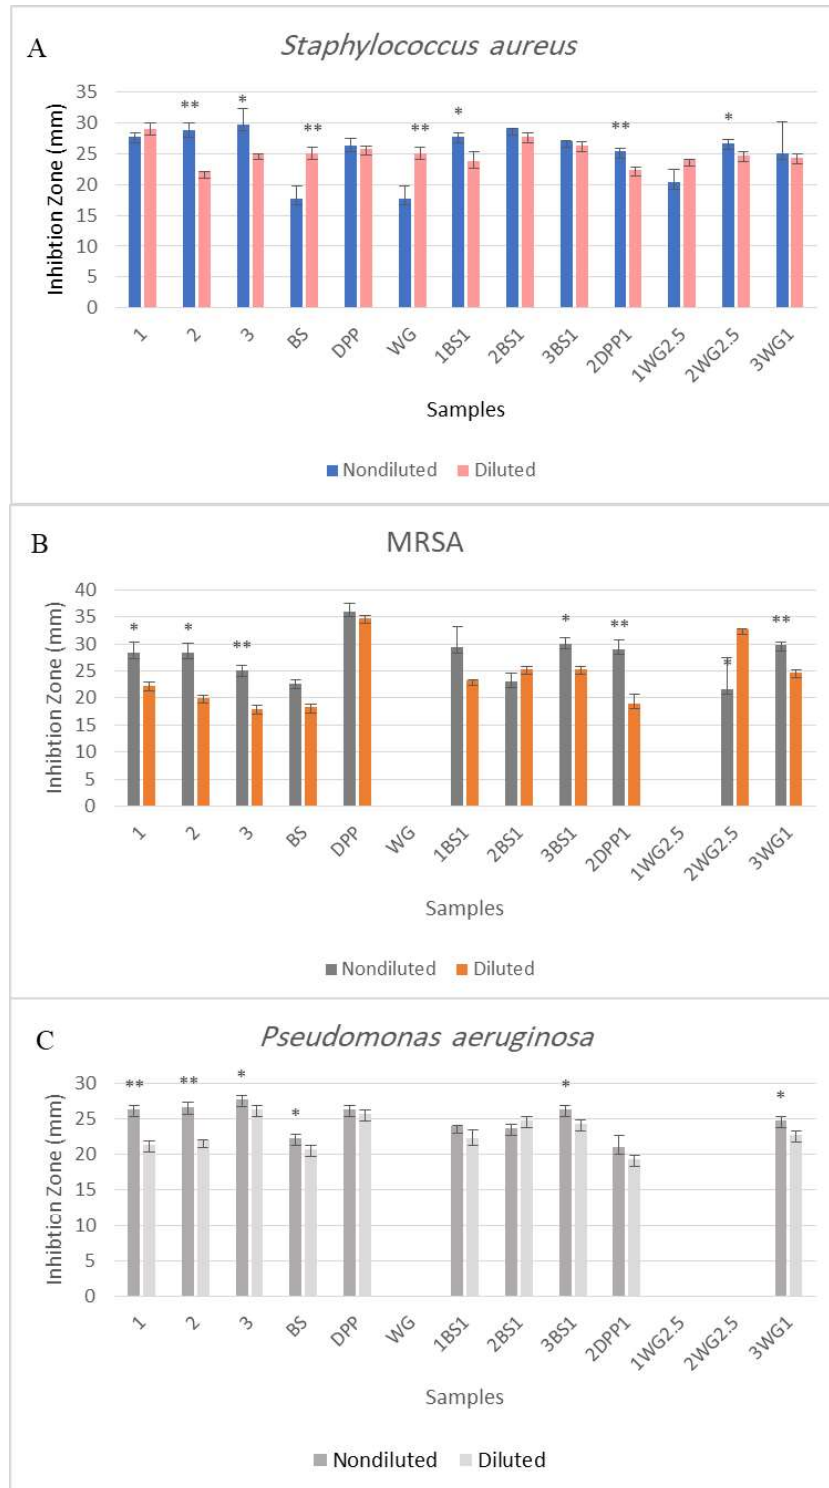 A
Staphylococcus aureus
Inhibtion Zone (mm)
35
30
25
20
15
10
5
0
** * ** ** * ** *
1 2 3 BS DPP WG 1BS1 2BS1 3BS1 2DPP1 1WG2.5 2WG2.5 3WG1
Samples
Nondiluted Diluted
B
MRSA
Inhibtion Zone (mm)
40
35
30
25
20
15
10
5
0
* * ** * ** * **
1 2 3 BS DPP WG 1BS1 2BS1 3BS1 2DPP1 1WG2.5 2WG2.5 3WG1
Samples
Nondiluted Diluted
C
Pseudomonas aeruginosa
Inhibtion Zone (mm)
30
25
20
15
10
5
0
** ** * * * *
1 2 3 BS DPP WG 1BS1 2BS1 3BS1 2DPP1 1WG2.5 2WG2.5 3WG1
Samples
Nondiluted Diluted